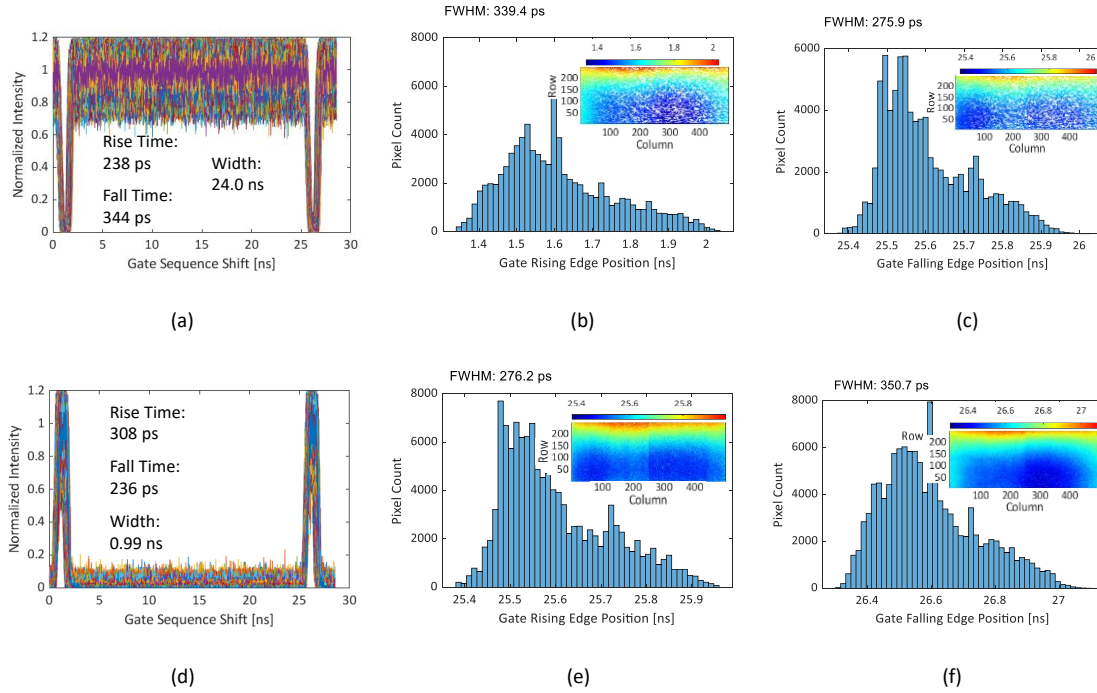 1.2
1
0.8
0.6
0.4
0.2
0
Normalized Intensity
Rise Time:
238 ps
Fall Time:
344 ps
Width:
24.0 ns
0 5 10 15 20 25 30
Gate Sequence Shift [ns]
(a)
FWHM: 339.4 ps
8000
6000
4000
2000
0
Pixel Count
1.4 1.6 1.8 2
Row
200
150
100
50
100 200 300 400
Column
1.4 1.5 1.6 1.7 1.8 1.9 2
Gate Rising Edge Position [ns]
(b)
FWHM: 275.9 ps
6000
5000
4000
3000
2000
1000
0
Pixel Count
25.4 25.6 25.8 26
Row
200
150
100
50
100 200 300 400
Column
25.4 25.5 25.6 25.7 25.8 25.9 26
Gate Falling Edge Position [ns]
(c)
1.2
1
0.8
0.6
0.4
0.2
0
Normalized Intensity
Rise Time:
308 ps
Fall Time:
236 ps
Width:
0.99 ns
0 5 10 15 20 25 30
Gate Sequence Shift [ns]
(d)
FWHM: 276.2 ps
8000
6000
4000
2000
0
Pixel Count
25.4 25.6 25.8
Row
200
150
100
50
100 200 300 400
Column
25.4 25.5 25.6 25.7 25.8 25.9
Gate Rising Edge Position [ns]
(e)
FWHM: 350.7 ps
8000
6000
4000
2000
0
Pixel Count
26.4 26.6 26.8 27
Row
200
150
100
50
100 200 300 400
Column
26.4 26.6 26.8 27
Gate Falling Edge Position [ns]
(f)